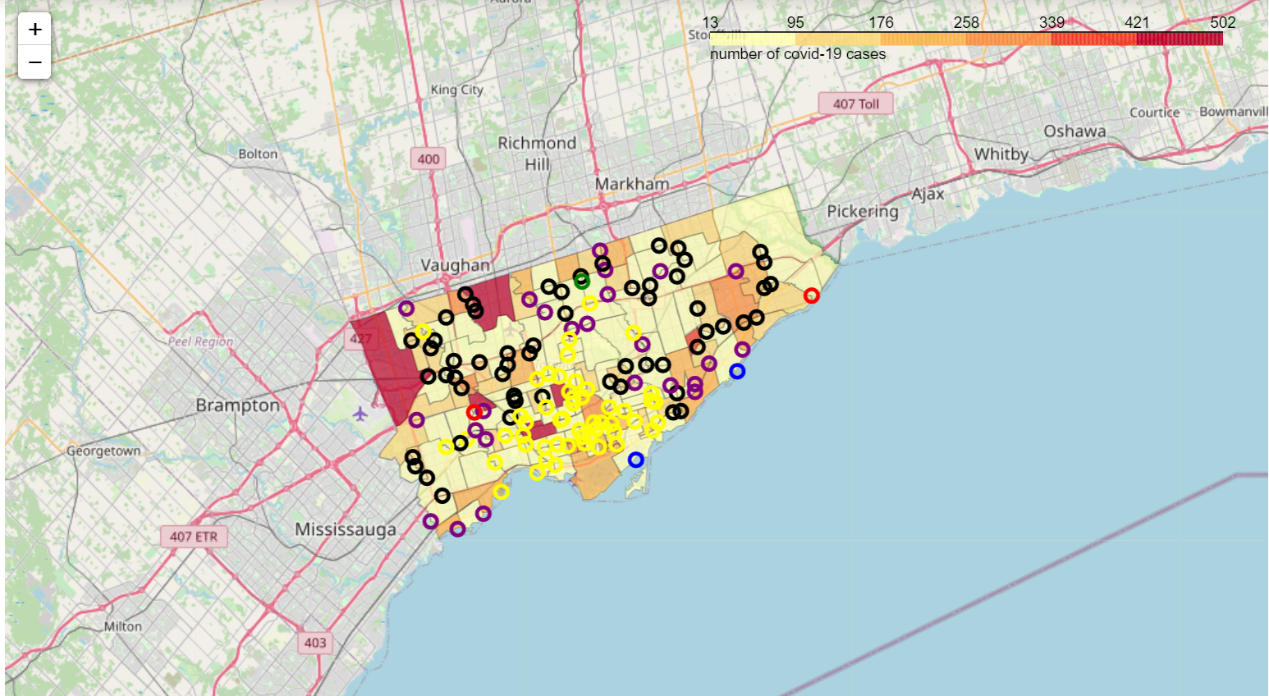 +
−
Aurora
13 95 176 258 339 421 502
number of covid-19 cases
King City
407 Toll
Courtice
Bowmanvill
Oshawa
Richmond
Hill
Whitby
Bolton
400
Markham
Ajax
Pickering
Vaughan
427
Peel Region
Brampton
Georgetown
Mississauga
407 ETR
Milton
403